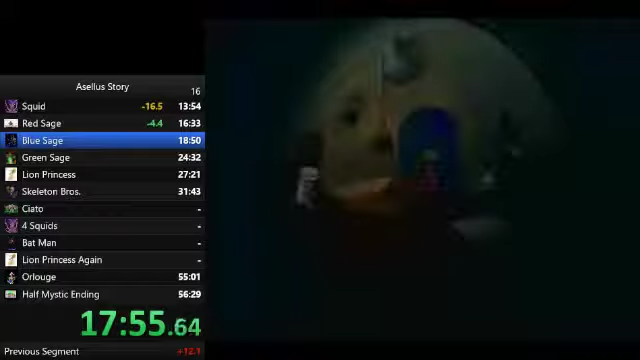 Asellus Story
16
Squid -16.5 13:54
Red Sage -4.4 16:33
Blue Sage 18:50
Green Sage 24:32
Lion Princess 27:21
Skeleton Bros. 31:43
Ciato -
4 Squids -
Bat Man -
Lion Princess Again -
Orlouge 55:01
Half Mystic Ending 56:29
17:55.64
Previous Segment +12.1